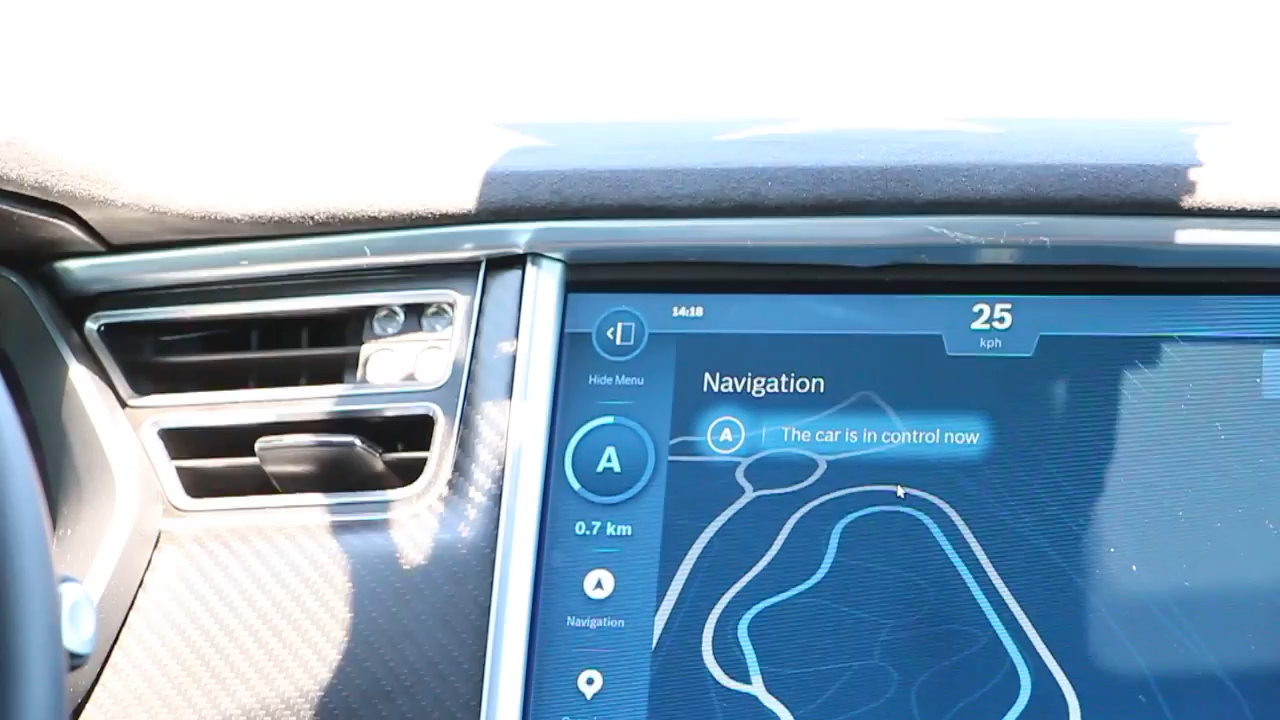 14:18
25
kph
Hide Menu
Navigation
A
The car is in control now
A
0.7 km
Navigation